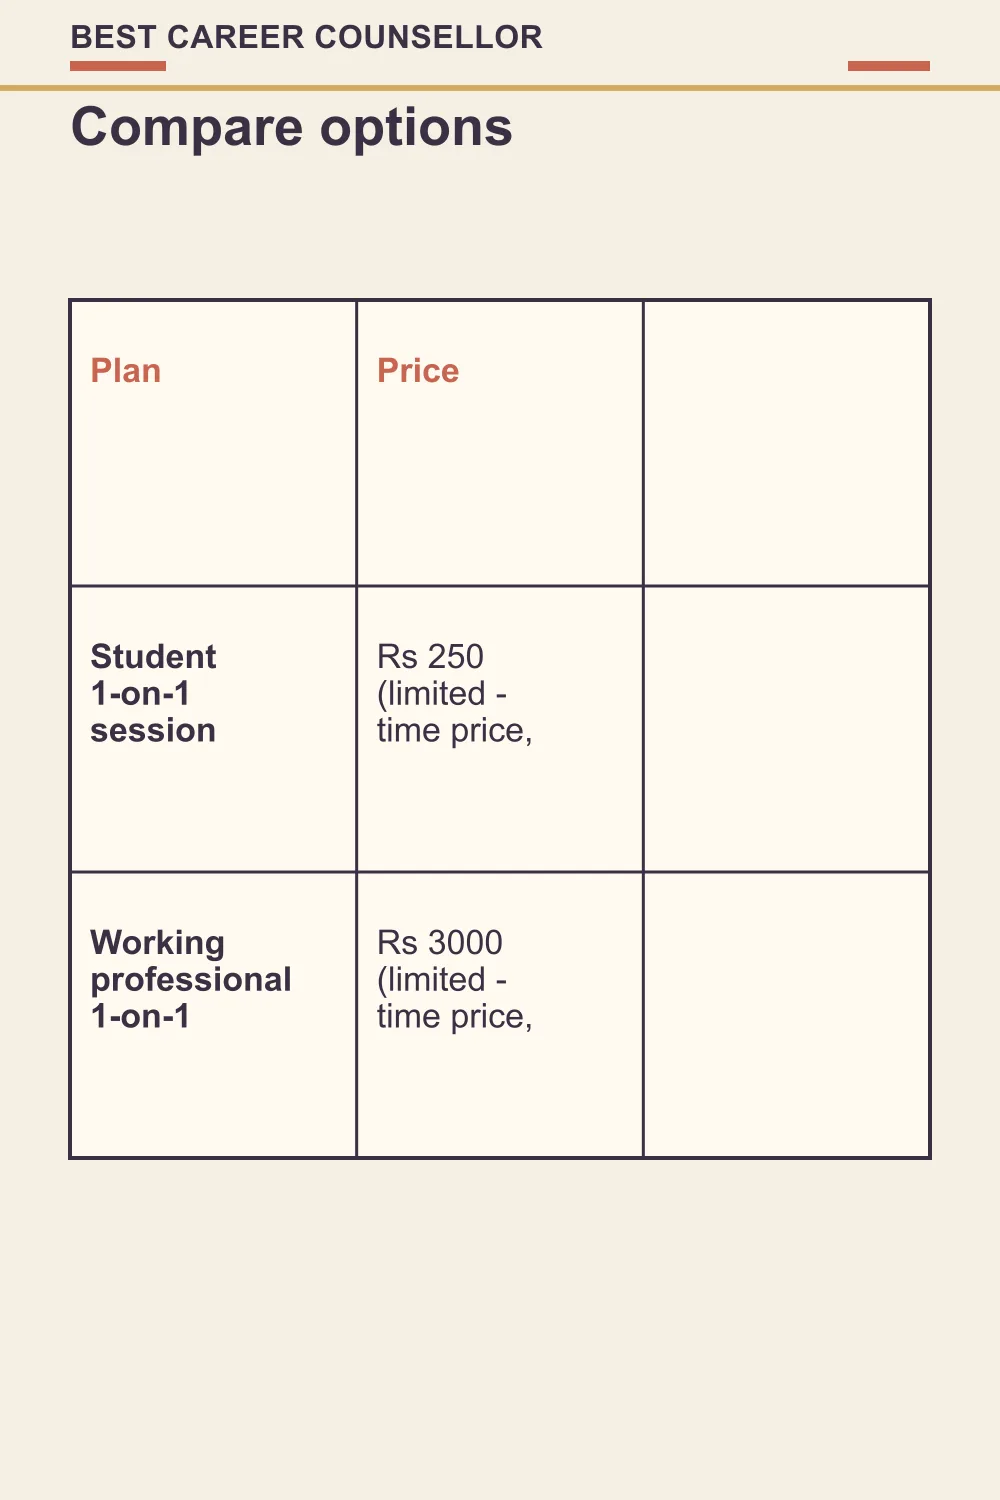 BEST CAREER COUNSELLOR
Compare options
Plan
Price
Student
1-on-1
session
Rs 250
(limited -
time price,
Working
professional
1-on-1
Rs 3000
(limited -
time price,